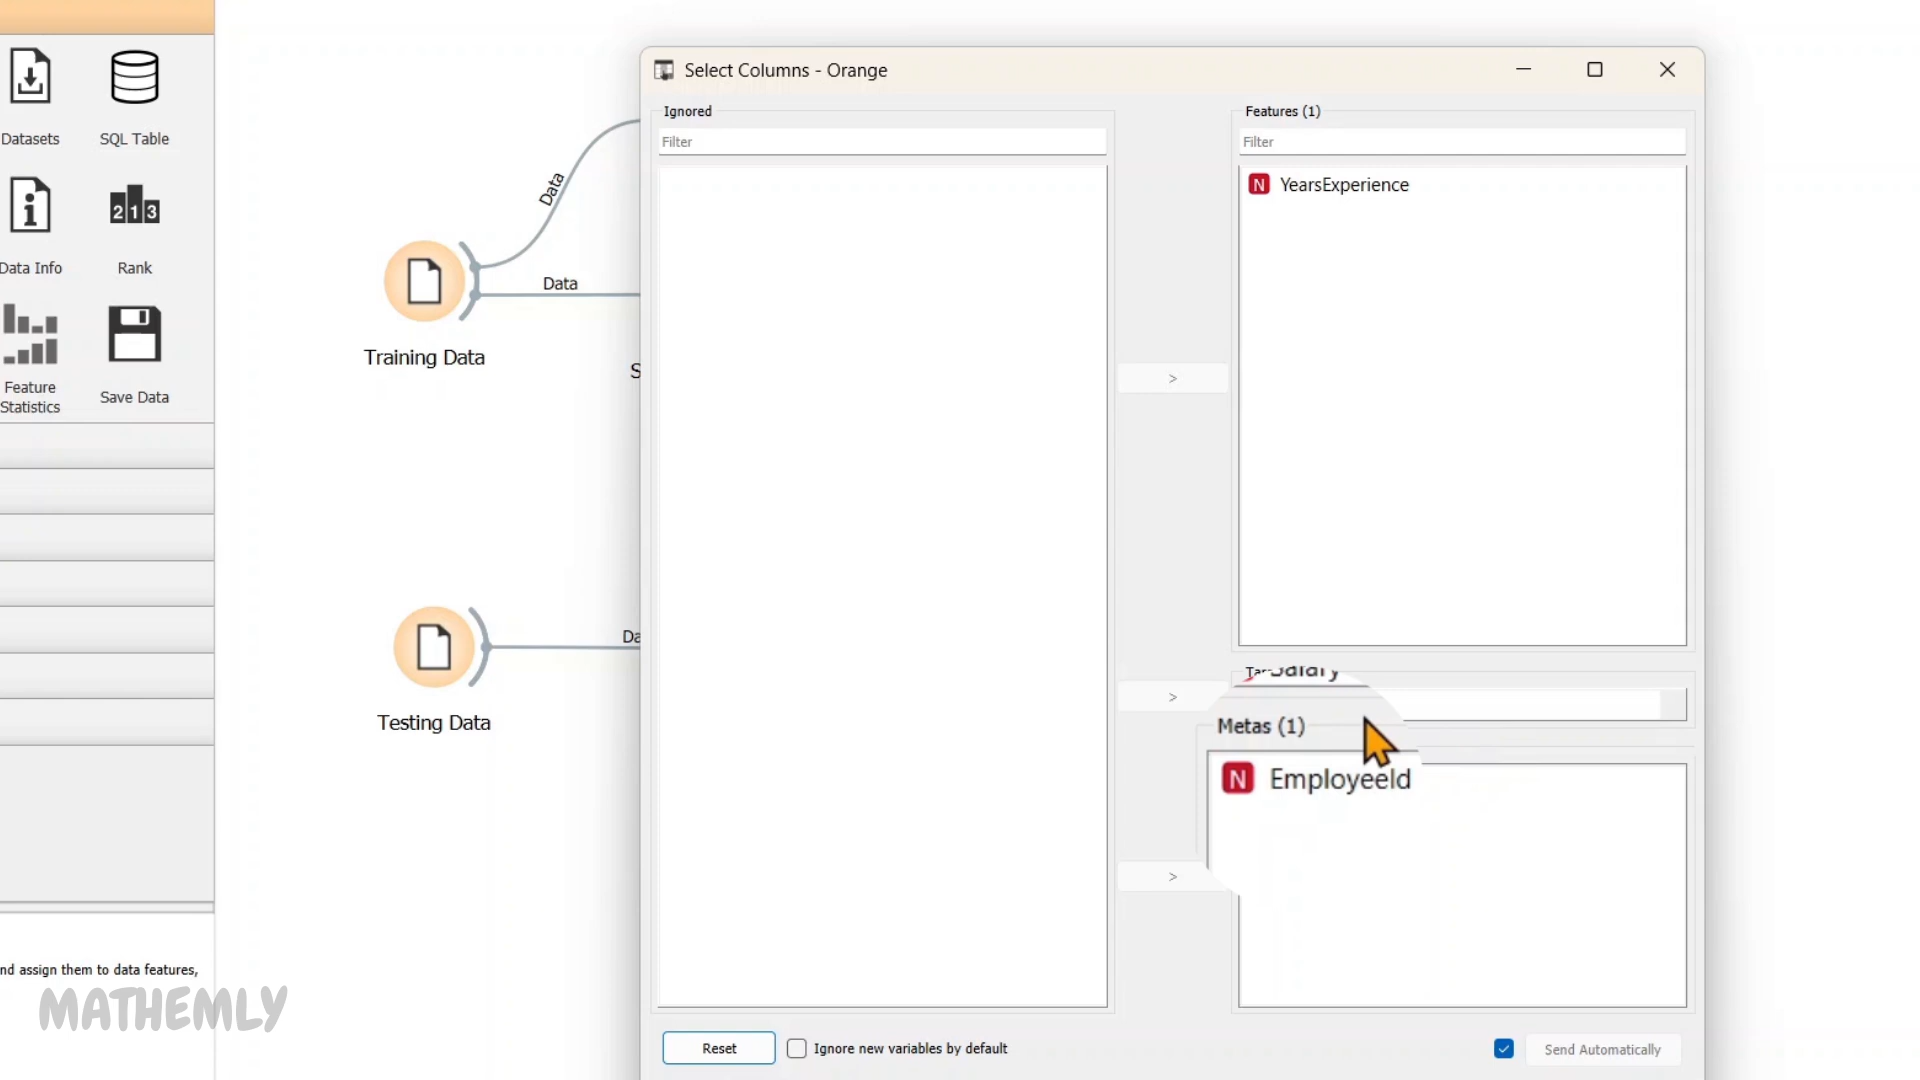 Select Columns - Orange
Datasets
SQL Table
Data Info
Rank
Feature
Statistics
Save Data
nd assign them to data features,
MATHEMLY
Data
Data
Training Data
Testing Data
Ignored
Filter
>
>
>
Features (1)
Filter
N YearsExperience
Salary
Metas (1)
N EmployeeId
Reset
Ignore new variables by default
Send Automatically